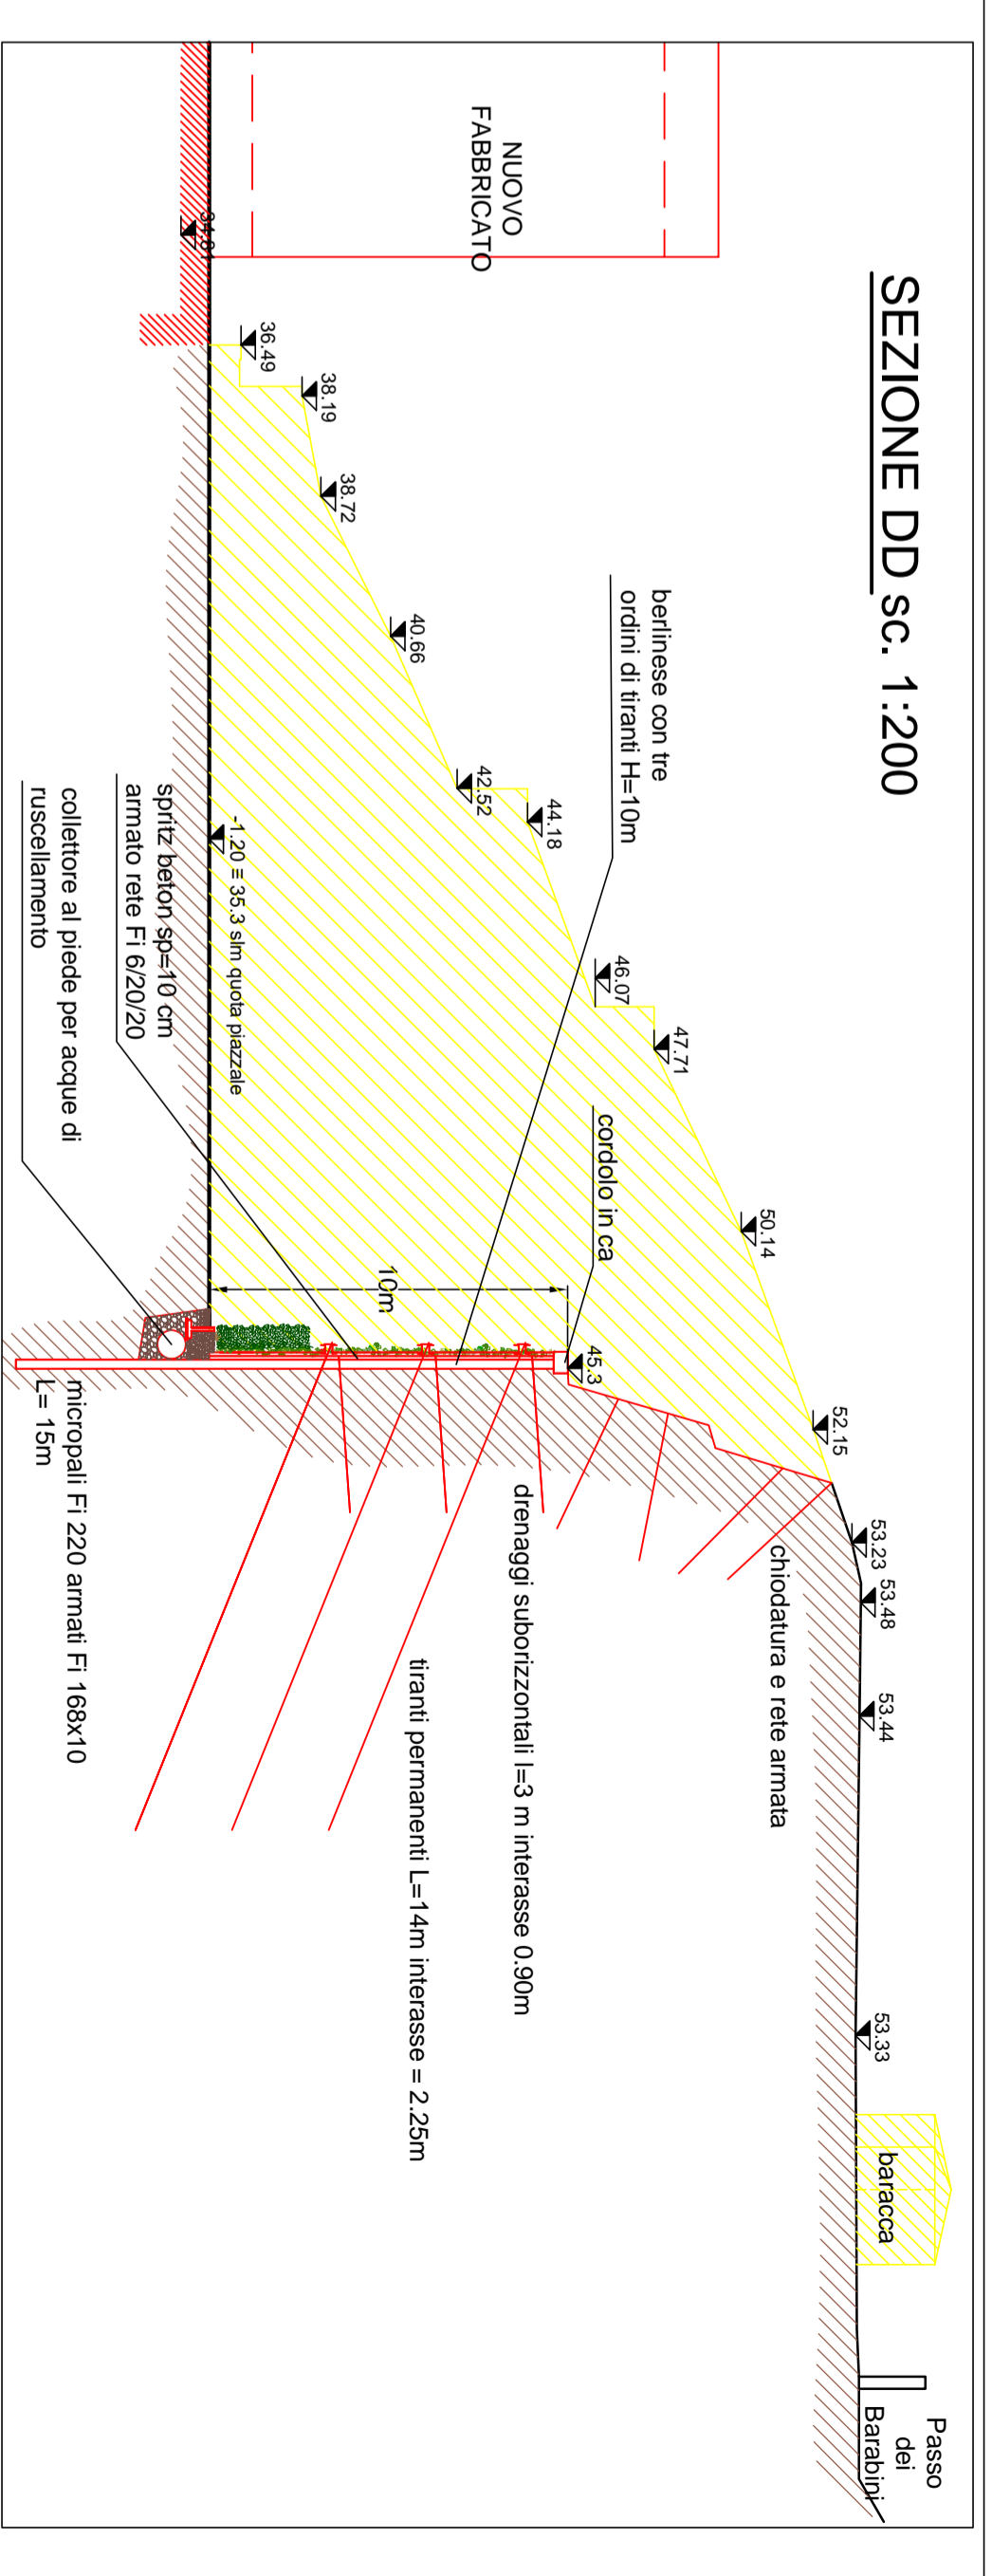 SEZIONE DD sc. 1:200
NUOVO
FABBRICATO
34.81
36.49
38.19
38.72
40.66
42.52
44.18
46.07
47.71
50.14
52.15
53.23
53.48
53.44
53.33
baracca
Passo
dei
Barabini
berlinese con tre
ordini di tiranti H=10m
cordolo in ca
45.3
10m
chiodatura e rete armata
drenaggi suborizzontali l=3 m interasse 0.90m
tiranti permanenti L=14m interasse = 2.25m
-1.20 = 35.3 slm quota piazzale
spritz beton sp=10 cm
armato rete Fi 6/20/20
collettore al piede per acque di
ruscellamento
micropali Fi 220 armati Fi 168x10
L= 15m